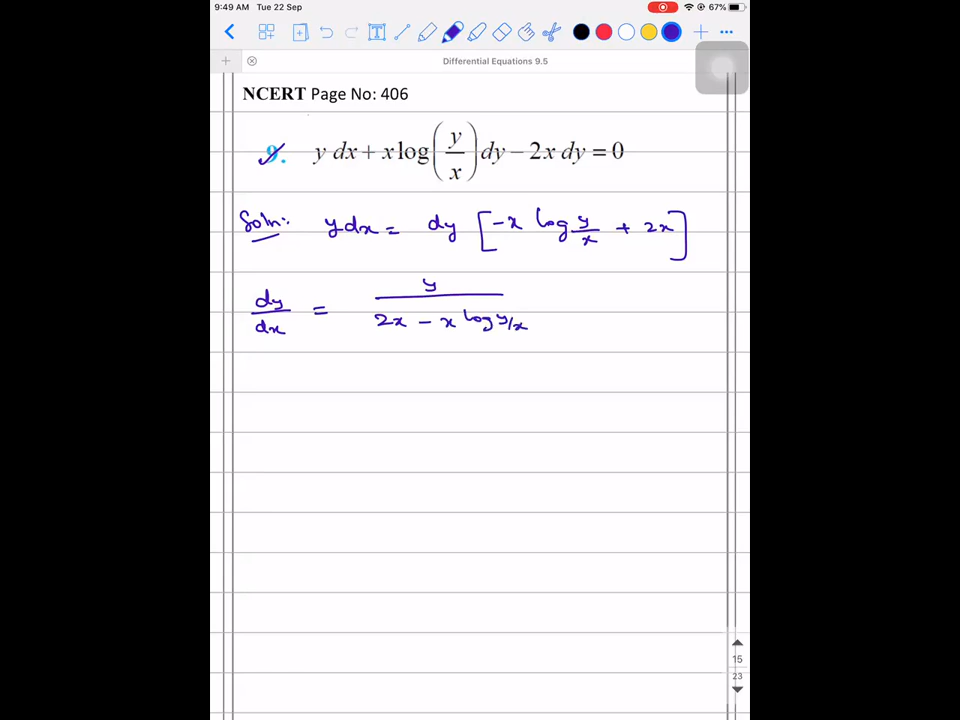 9:49 AM Tue 22 Sep 67%
Differential Equations 9.5
NCERT Page No: 406
9. y dx + x log(y/x) dy − 2x dy = 0
Soln: y dx = dy [-x log y/x + 2x]
dy/dx = y/(2x − x log y/x)
15
23